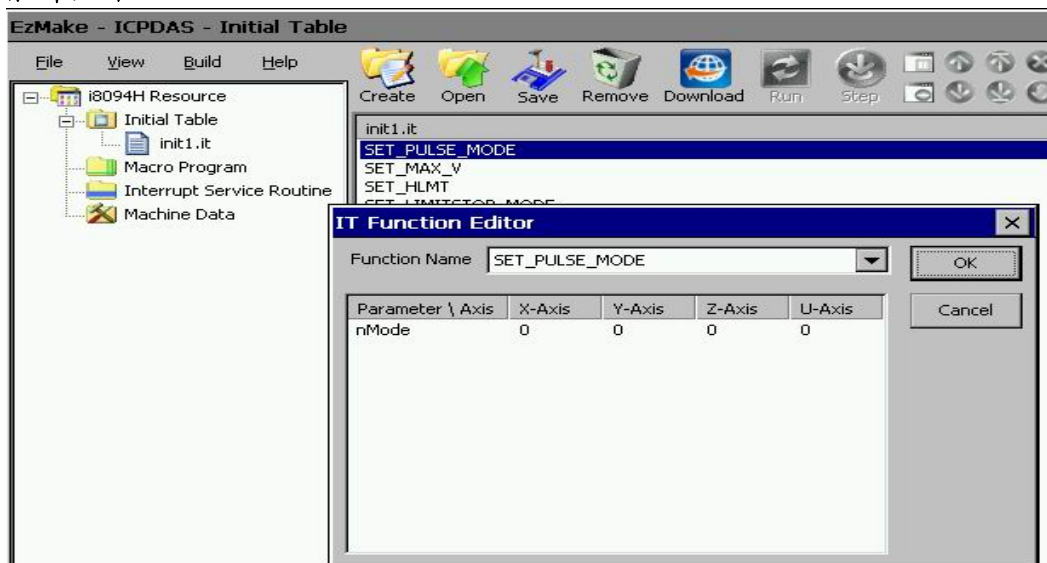 EzMake - ICPDAS - Initial Table
File View Build Help
Create Open Save Remove Download Run Step
i8094H Resource
Initial Table
init1.it
Macro Program
Interrupt Service Routine
Machine Data
init1.it
SET_PULSE_MODE
SET_MAX_V
SET_HLMT
SET_LIMITSTOP_MODE
IT Function Editor
Function Name SET_PULSE_MODE
OK
Cancel
Parameter \ Axis X-Axis Y-Axis Z-Axis U-Axis
nMode 0 0 0 0